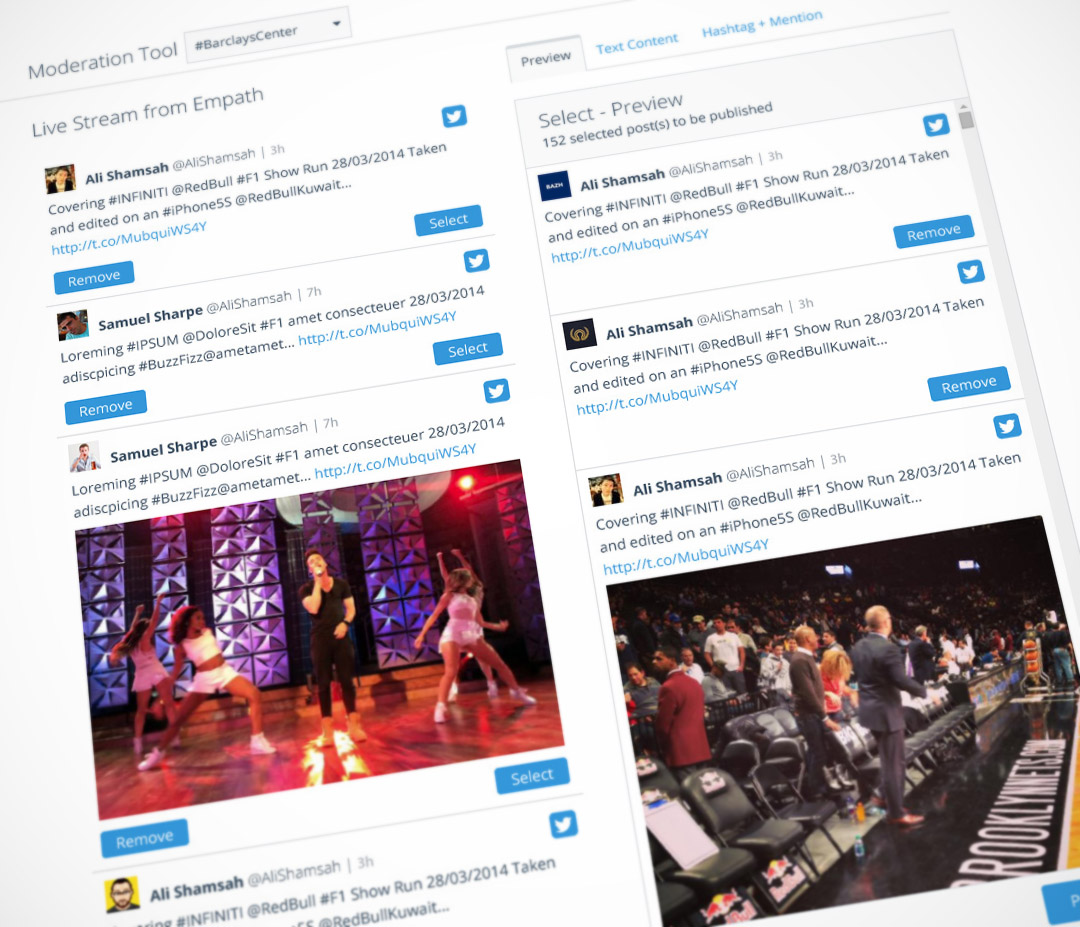 Moderation Tool #BarclaysCenter
Live Stream from Empath
Ali Shamsah @AliShamsah | 3h
Covering #INFINITI @RedBull #F1 Show Run 28/03/2014 Taken
and edited on an #iPhone5S @RedBullKuwait...
http://t.co/MubquiWS4Y
Select
Remove
Samuel Sharpe @AliShamsah | 7h
Loreming #IPSUM @DoloreSit #F1 amet consecteuer 28/03/2014
adiscpicing #BuzzFizz@ametamet... http://t.co/MubquiWS4Y
Select
Remove
Samuel Sharpe @AliShamsah | 7h
Loreming #IPSUM @DoloreSit #F1 amet consecteuer 28/03/2014
adiscpicing #BuzzFizz@ametamet... http://t.co/MubquiWS4Y
Select
Remove
Ali Shamsah @AliShamsah | 3h
Covering #INFINITI @RedBull #F1 Show Run 28/03/2014 Taken
#iPhone5S @RedBullKuwait...
Preview Text Content Hashtag + Mention
Select - Preview
152 selected post(s) to be published
BAZH
Ali Shamsah @AliShamsah | 3h
Covering #INFINITI @RedBull #F1 Show Run 28/03/2014 Taken
and edited on an #iPhone5S @RedBullKuwait...
http://t.co/MubquiWS4Y
Remove
Ali Shamsah @AliShamsah | 3h
Covering #INFINITI @RedBull #F1 Show Run 28/03/2014 Taken
and edited on an #iPhone5S @RedBullKuwait...
http://t.co/MubquiWS4Y
Remove
Ali Shamsah @AliShamsah | 3h
Covering #INFINITI @RedBull #F1 Show Run 28/03/2014 Taken
and edited on an #iPhone5S @RedBullKuwait...
http://t.co/MubquiWS4Y
BROOKLYNNETS.COM
Red Bull